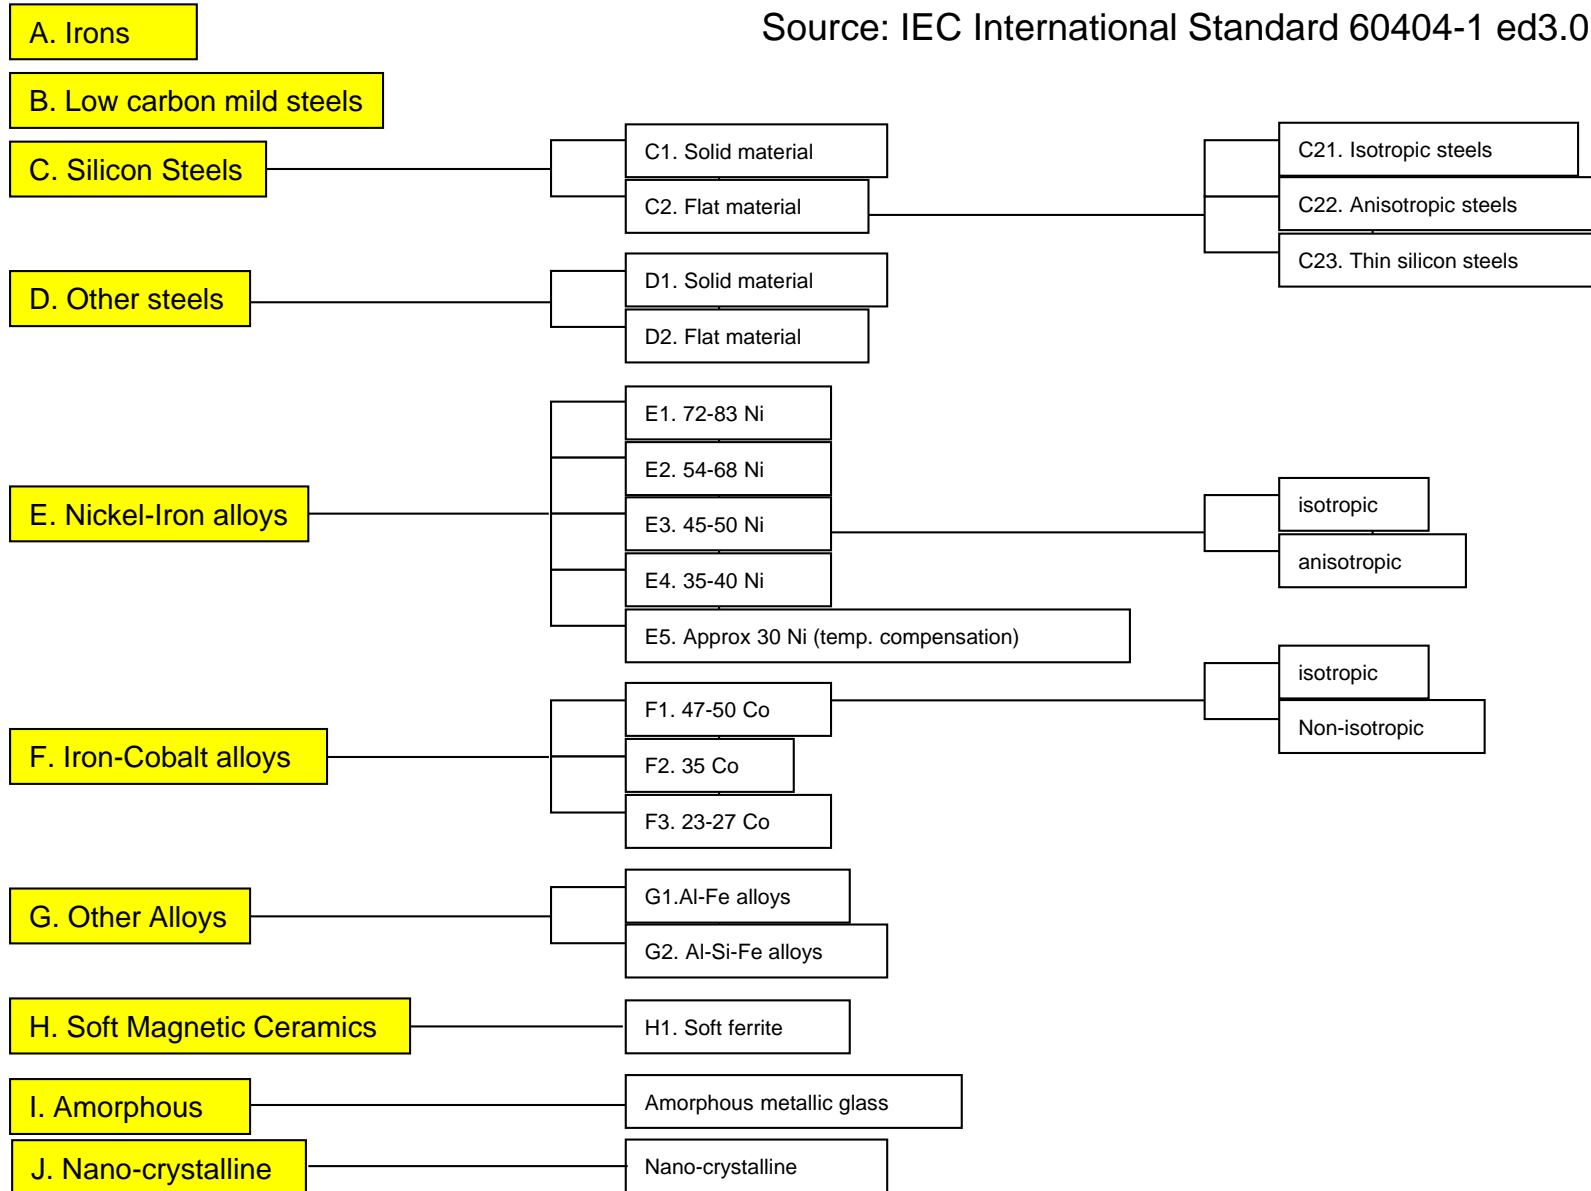 Source: IEC International Standard 60404-1 ed3.0
A. Irons
B. Low carbon mild steels
C. Silicon Steels
C1. Solid material
C2. Flat material
C21. Isotropic steels
C22. Anisotropic steels
C23. Thin silicon steels
D. Other steels
D1. Solid material
D2. Flat material
E. Nickel-Iron alloys
E1. 72-83 Ni
E2. 54-68 Ni
E3. 45-50 Ni
isotropic
anisotropic
E4. 35-40 Ni
E5. Approx 30 Ni (temp. compensation)
F. Iron-Cobalt alloys
F1. 47-50 Co
isotropic
Non-isotropic
F2. 35 Co
F3. 23-27 Co
G. Other Alloys
G1.Al-Fe alloys
G2. Al-Si-Fe alloys
H. Soft Magnetic Ceramics
H1. Soft ferrite
I. Amorphous
Amorphous metallic glass
J. Nano-crystalline
Nano-crystalline